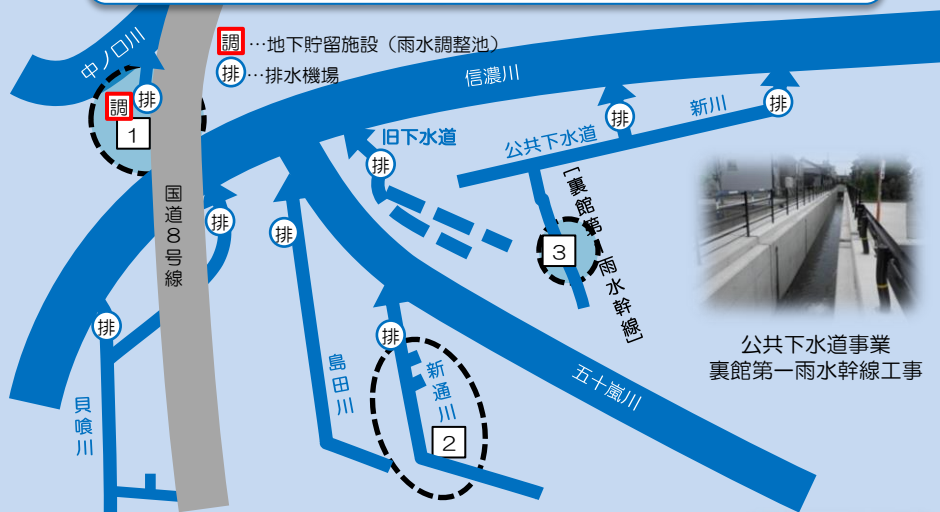 調…地下貯留施設（雨水調整池）
排…排水機場
中ノ口川
調
排
1
国道８号線
信濃川
旧下水道
排
公共下水道
排
新川
排
［裏館第一雨水幹線］
3
排
排
排
貝喰川
島田川
排
新通川
2
五十嵐川
公共下水道事業
裏館第一雨水幹線工事